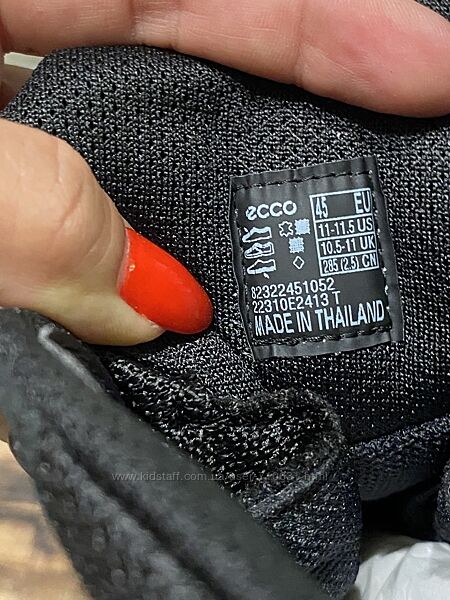 ecco 45 EU
11-11.5 US
10.5-11 UK
285 (2.5) CN
82322451052
22310E2413 T
MADE IN THAILAND